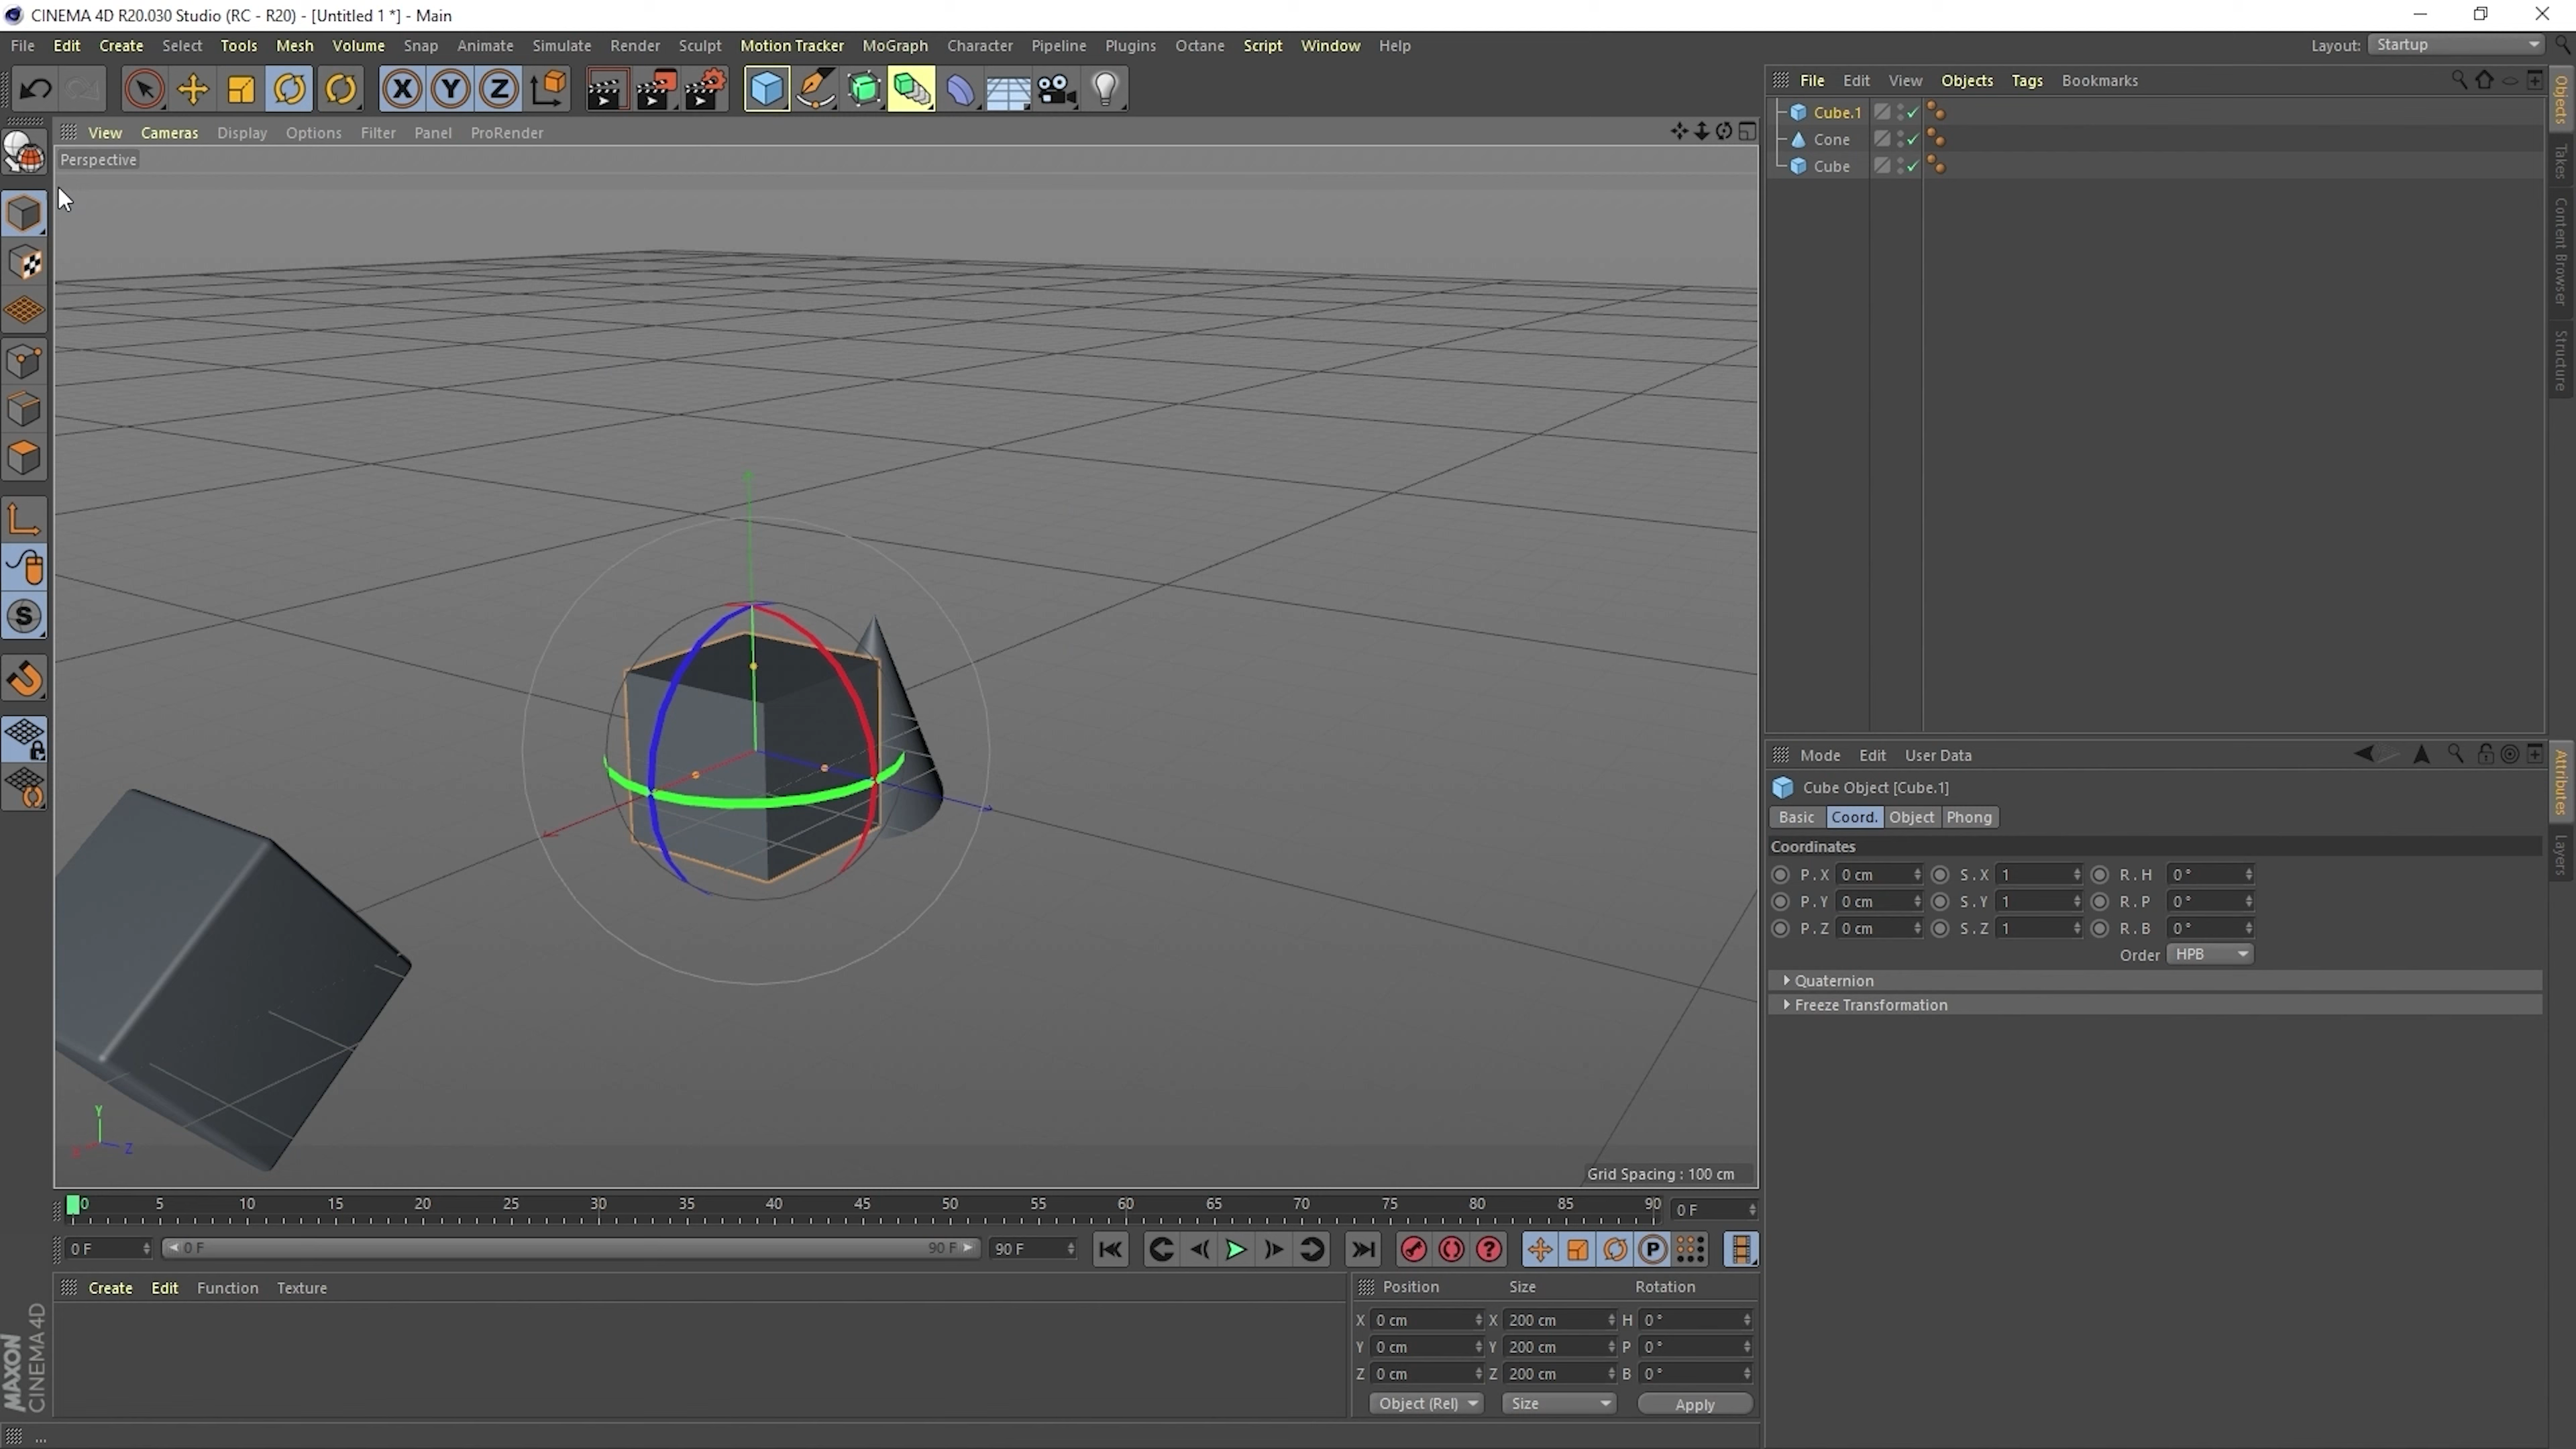 CINEMA 4D R20.030 Studio (RC - R20) - [Untitled 1 *] - Main
File Edit Create Select Tools Mesh Volume Snap Animate Simulate Render Sculpt Motion Tracker MoGraph Character Pipeline Plugins Octane Script Window Help Layout: Startup
X Y Z
File Edit View Objects Tags Bookmarks
View Cameras Display Options Filter Panel ProRender
Perspective
Cube.1
Cone
Cube
Objects
Takes
Content Browser
Structure
S
Mode Edit User Data
Cube Object [Cube.1]
Basic Coord. Object Phong
Coordinates
P . X 0 cm S . X 1 R . H 0 °
P . Y 0 cm S . Y 1 R . P 0 °
P . Z 0 cm S . Z 1 R . B 0 °
Order HPB
Quaternion
Freeze Transformation
Attributes
Layers
Y
X Z
Grid Spacing : 100 cm
0 5 10 15 20 25 30 35 40 45 50 55 60 65 70 75 80 85 90 0 F
0 F 0 F 90 F 90 F ? P
Create Edit Function Texture
Position Size Rotation
X 0 cm X 200 cm H 0 °
Y 0 cm Y 200 cm P 0 °
Z 0 cm Z 200 cm B 0 °
Object (Rel) Size Apply
MAXON
CINEMA 4D
...